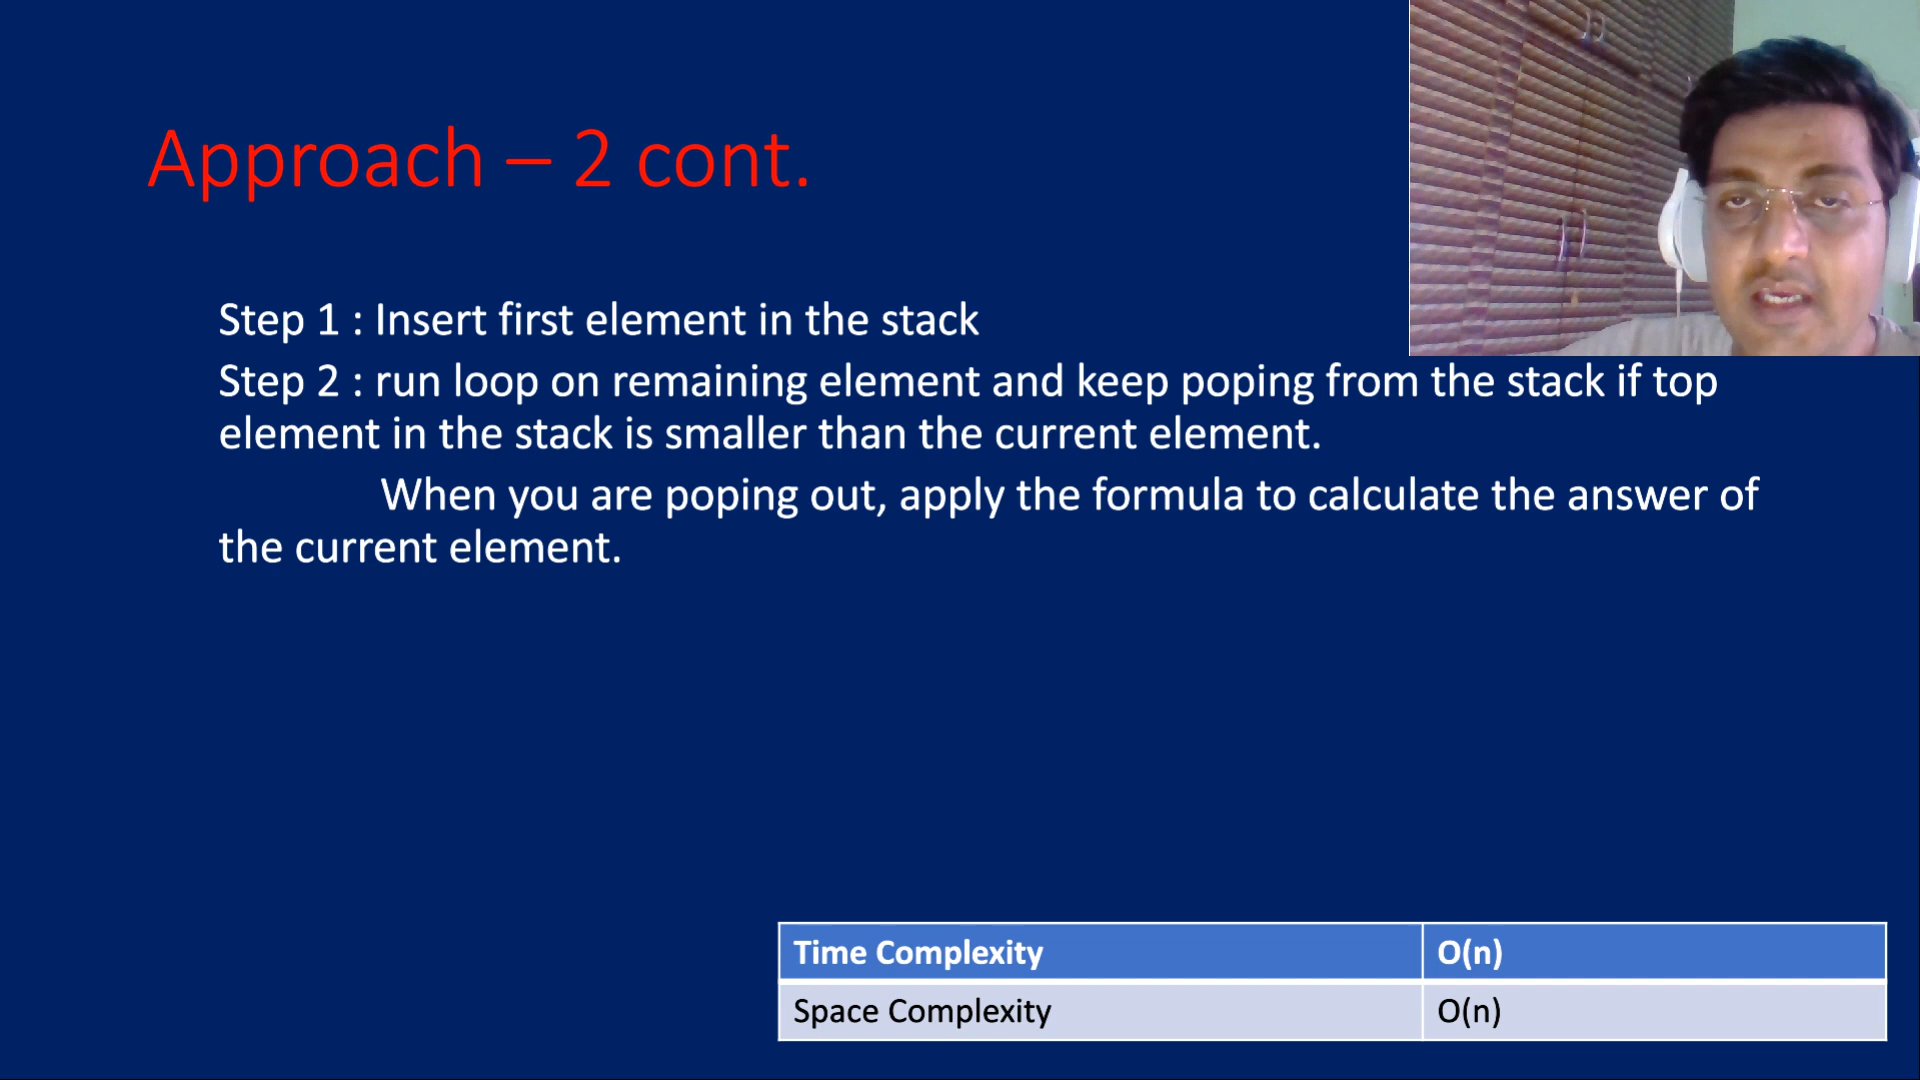 Approach – 2 cont.
Step 1 : Insert first element in the stack
Step 2 : run loop on remaining element and keep poping from the stack if top
element in the stack is smaller than the current element.
When you are poping out, apply the formula to calculate the answer of
the current element.
Time Complexity O(n)
Space Complexity O(n)